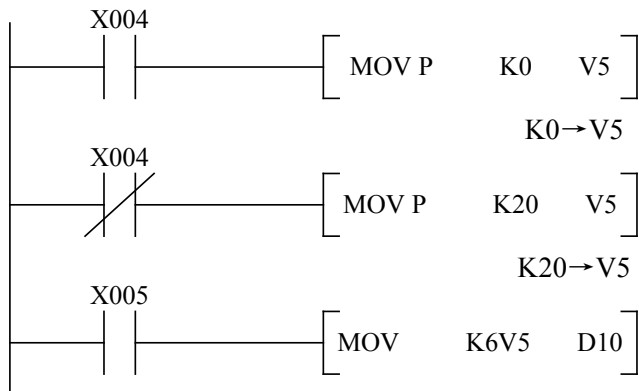 X004
MOV P K0 V5
K0→V5
X004
MOV P K20 V5
K20→V5
X005
MOV K6V5 D10